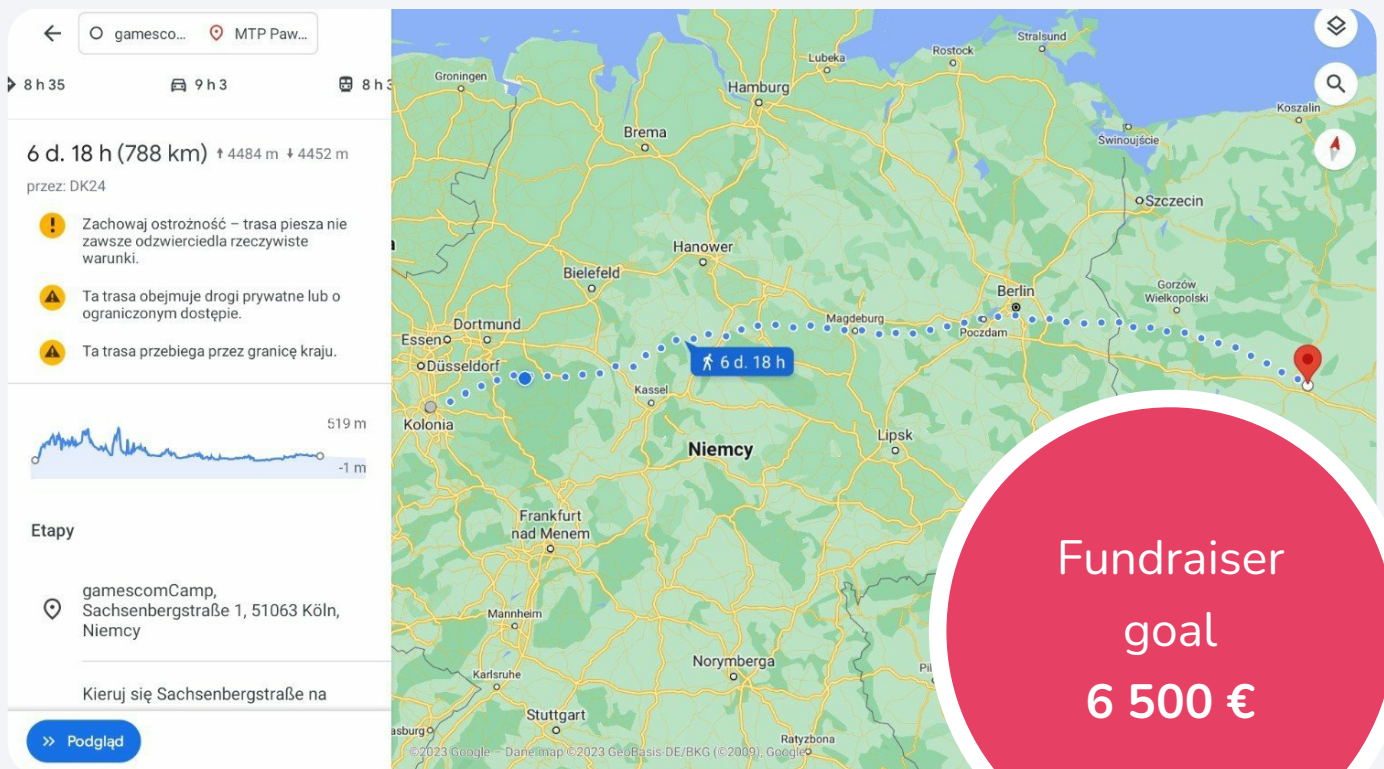 gamesco... MTP Paw...
8 h 35 9 h 3 8 h
6 d. 18 h (788 km) 4484 m 4452 m
przez: DK24
Zachowaj ostrożność – trasa piesza nie
zawsze odzwierciedla rzeczywiste
warunki.
Ta trasa obejmuje drogi prywatne lub o
ograniczonym dostępie.
Ta trasa przebiega przez granicę kraju.
519 m
-1 m
Etapy
gamescomCamp,
Sachsenbergstraße 1, 51063 Köln,
Niemcy
Kieruj się Sachsenbergstraße na
Podgląd
Stralsund
Rostock
Lubeka
Groningen
Hamburg
Koszalin
Brema
Świnoujście
Szczecin
Hanower
Bielefeld
Gorzów
Wielkopolski
Berlin
Magdeburg
Poczdam
Dortmund
Essen
Düsseldorf
6 d. 18 h
Kassel
Kolonia
Lipsk
Niemcy
Frankfurt
nad Menem
Mannheim
Norymberga
Karlsruhe
Stuttgart
asburg
Ratyzbona
©2023 Google – Dane map ©2023 GeoBasis-DE/BKG (©2009), Google
Fundraiser
goal
6 500 €